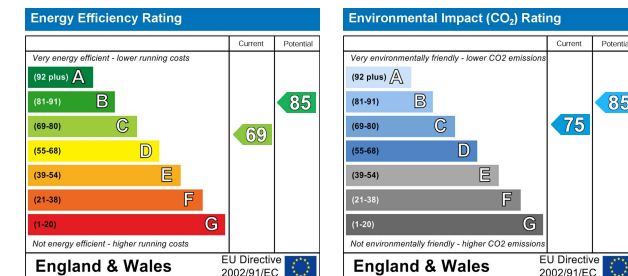 Energy Efficiency Rating
Current Potential
Very energy efficient - lower running costs
(92 plus) A
(81-91) B
85
(69-80) C
69
(55-68) D
(39-54) E
(21-38) F
(1-20) G
Not energy efficient - higher running costs
England & Wales
EU Directive
2002/91/EC
Environmental Impact (CO₂) Rating
Current Potential
Very environmentally friendly - lower CO2 emissions
(92 plus) A
(81-91) B
85
(69-80) C
75
(55-68) D
(39-54) E
(21-38) F
(1-20) G
Not environmentally friendly - higher CO2 emissions
England & Wales
EU Directive
2002/91/EC